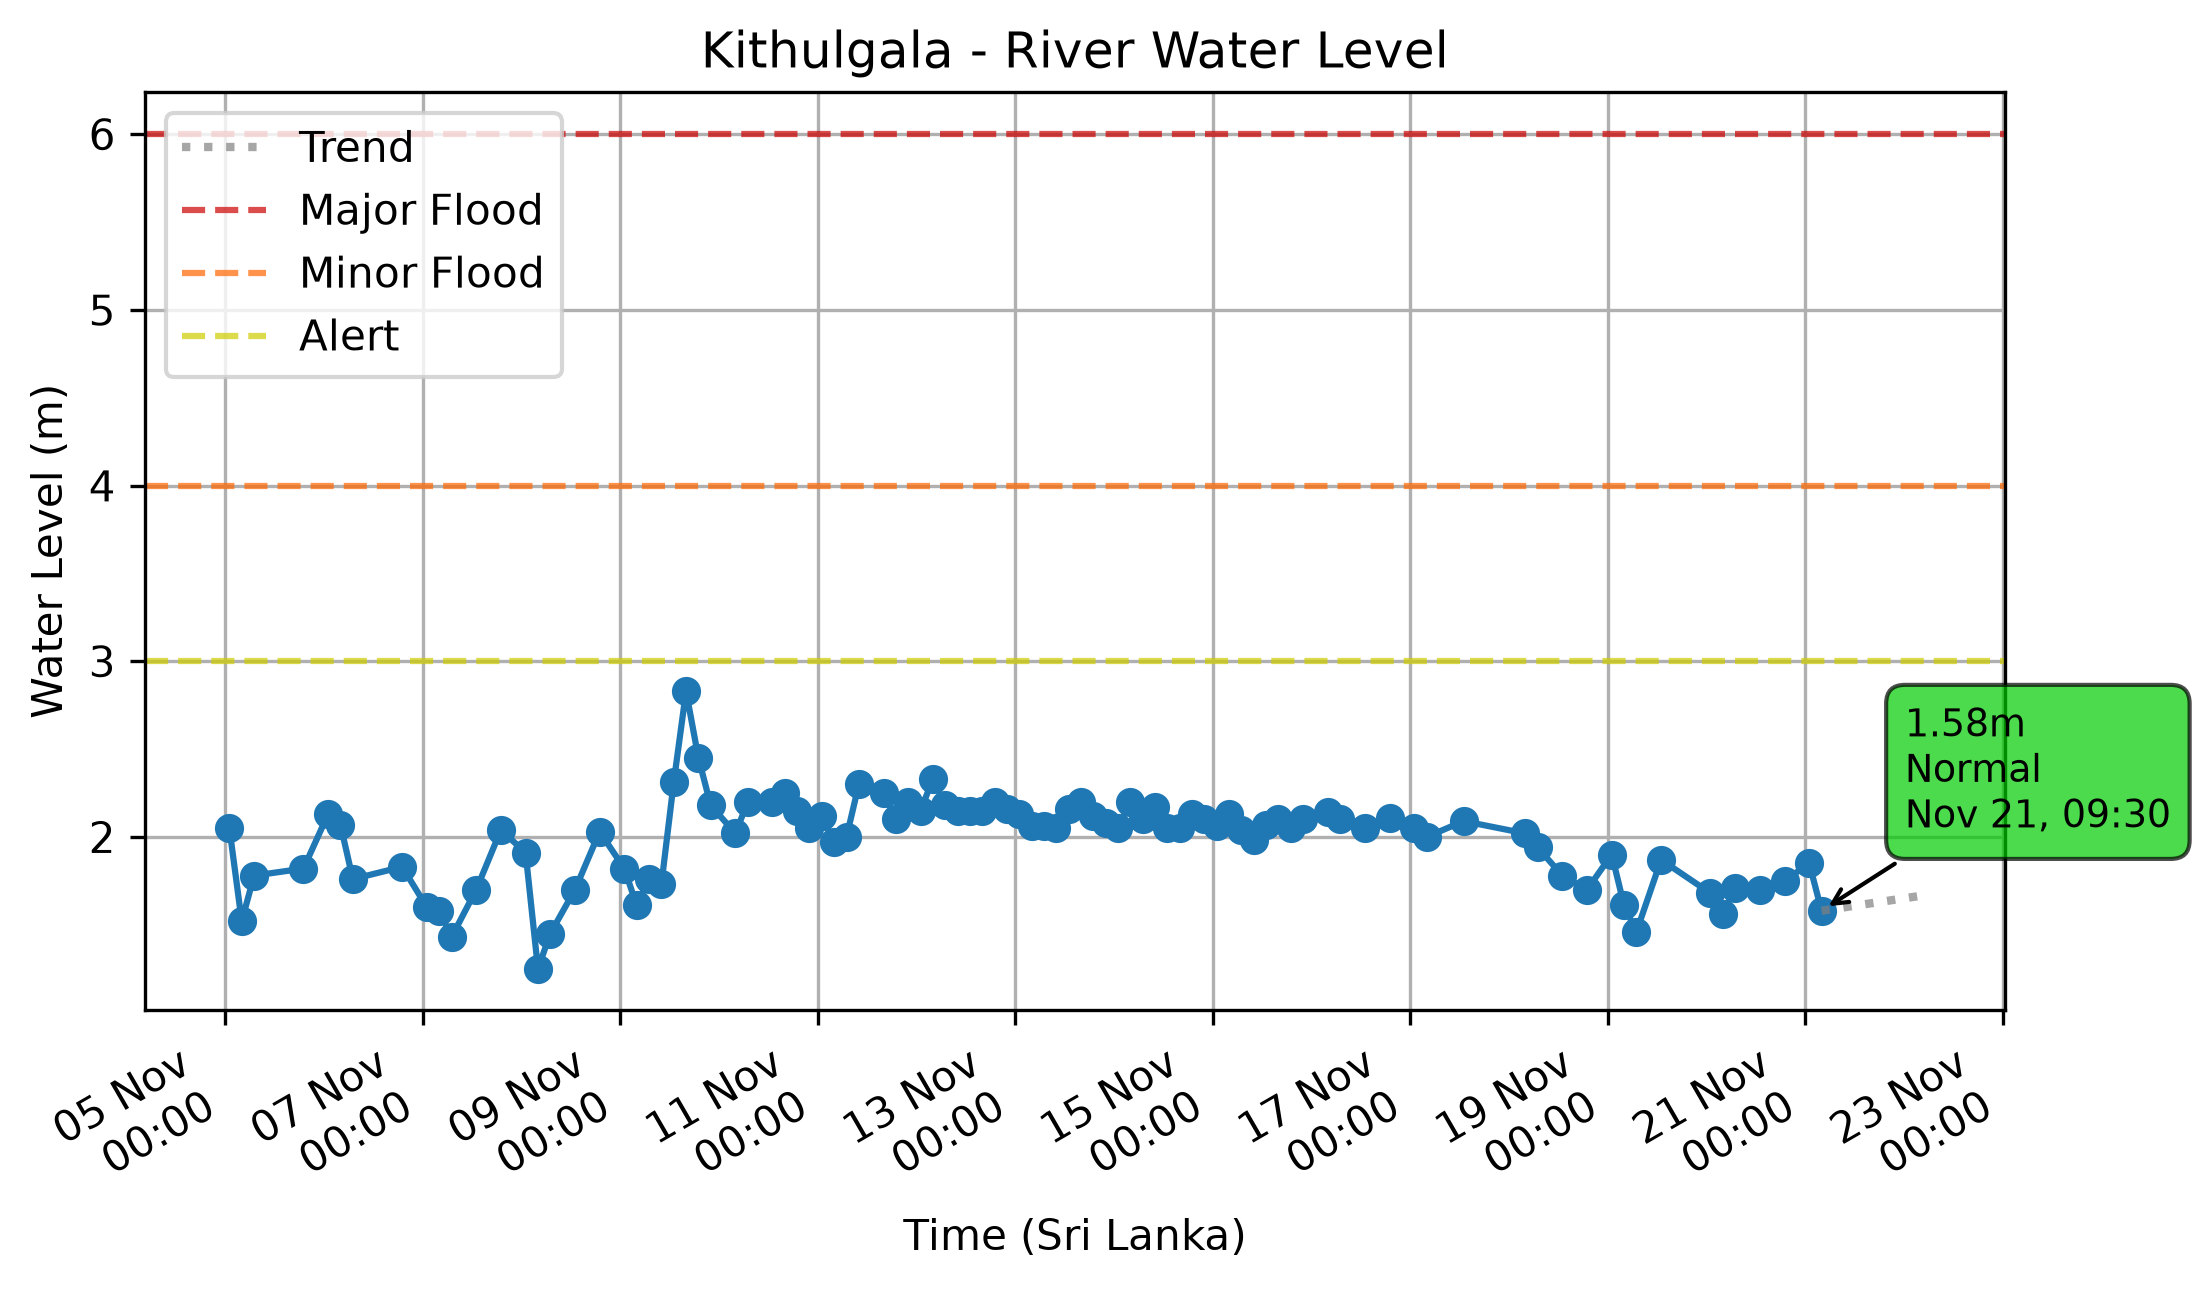 Kithulgala - River Water Level
Trend
Major Flood
Minor Flood
Alert
6
5
4
3
2
Water Level (m)
1.58m
Normal
Nov 21, 09:30
05 Nov
00:00
07 Nov
00:00
09 Nov
00:00
11 Nov
00:00
13 Nov
00:00
15 Nov
00:00
17 Nov
00:00
19 Nov
00:00
21 Nov
00:00
23 Nov
00:00
Time (Sri Lanka)